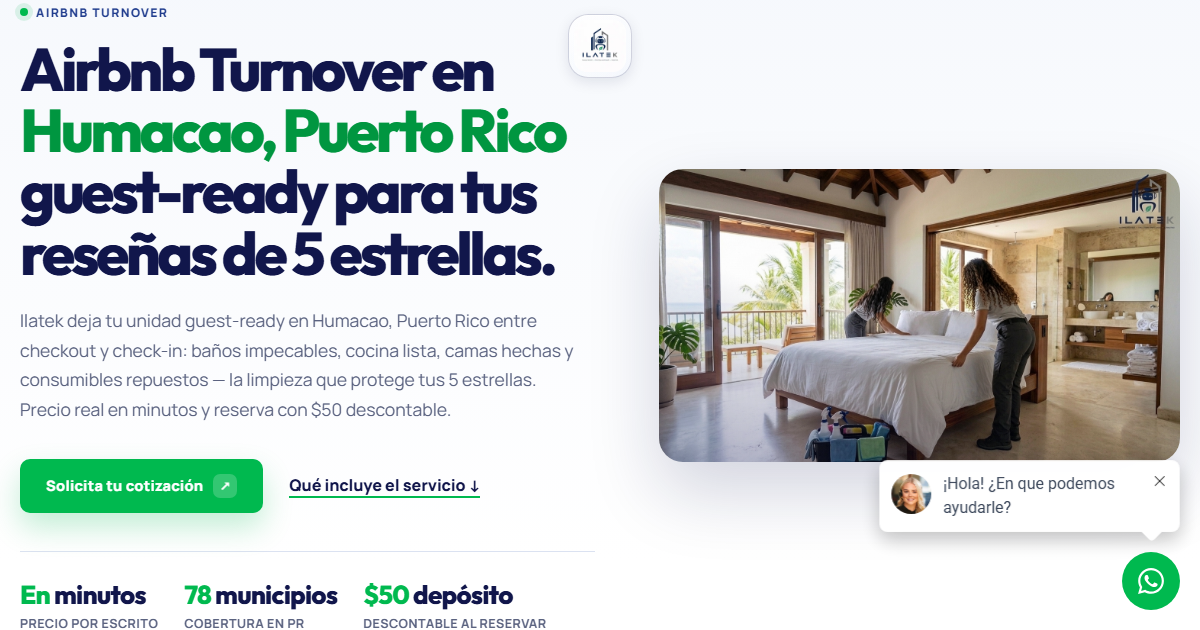 AIRBNB TURNOVER
ILATEK
Airbnb Turnover en
Humacao, Puerto Rico
guest-ready para tus
reseñas de 5 estrellas.
Ilatek deja tu unidad guest-ready en Humacao, Puerto Rico entre
checkout y check-in: baños impecables, cocina lista, camas hechas y
consumibles repuestos — la limpieza que protege tus 5 estrellas.
Precio real en minutos y reserva con $50 descontable.
Solicita tu cotización ↗
Qué incluye el servicio ↓
ILATEK
¡Hola! ¿En que podemos
ayudarle?
En minutos
PRECIO POR ESCRITO
78 municipios
COBERTURA EN PR
$50 depósito
DESCONTABLE AL RESERVAR